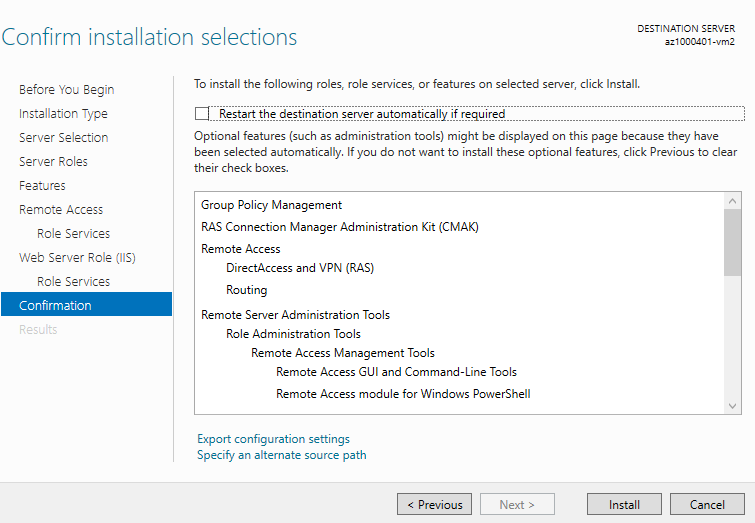 Confirm installation selections
DESTINATION SERVER
az1000401-vm2
Before You Begin
Installation Type
Server Selection
Server Roles
Features
Remote Access
Role Services
Web Server Role (IIS)
Role Services
Confirmation
Results
To install the following roles, role services, or features on selected server, click Install.
Restart the destination server automatically if required
Optional features (such as administration tools) might be displayed on this page because they have
been selected automatically. If you do not want to install these optional features, click Previous to clear
their check boxes.
Group Policy Management
RAS Connection Manager Administration Kit (CMAK)
Remote Access
DirectAccess and VPN (RAS)
Routing
Remote Server Administration Tools
Role Administration Tools
Remote Access Management Tools
Remote Access GUI and Command-Line Tools
Remote Access module for Windows PowerShell
Export configuration settings
Specify an alternate source path
< Previous
Next >
Install
Cancel